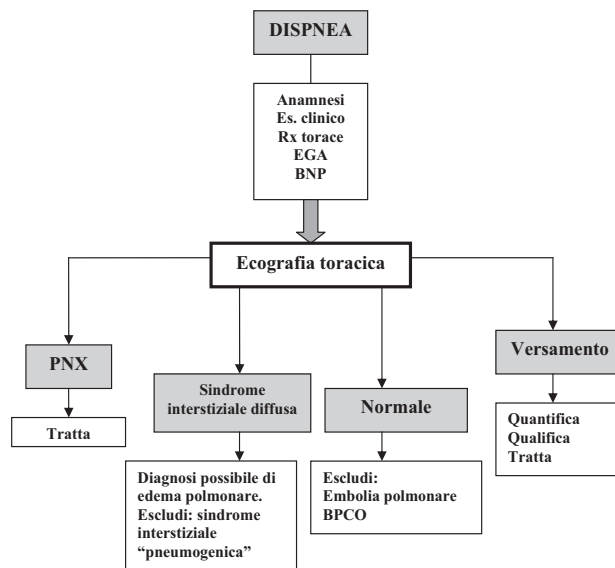 DISPNEA
Anamnesi
Es. clinico
Rx torace
EGA
BNP
Ecografia toracica
PNX
Tratta
Sindrome
interstiziale diffusa
Diagnosi possibile di
edema polmonare.
Escludi: sindrome
interstiziale
“pneumogenica”
Normale
Escludi:
Embolia polmonare
BPCO
Versamento
Quantifica
Qualifica
Tratta